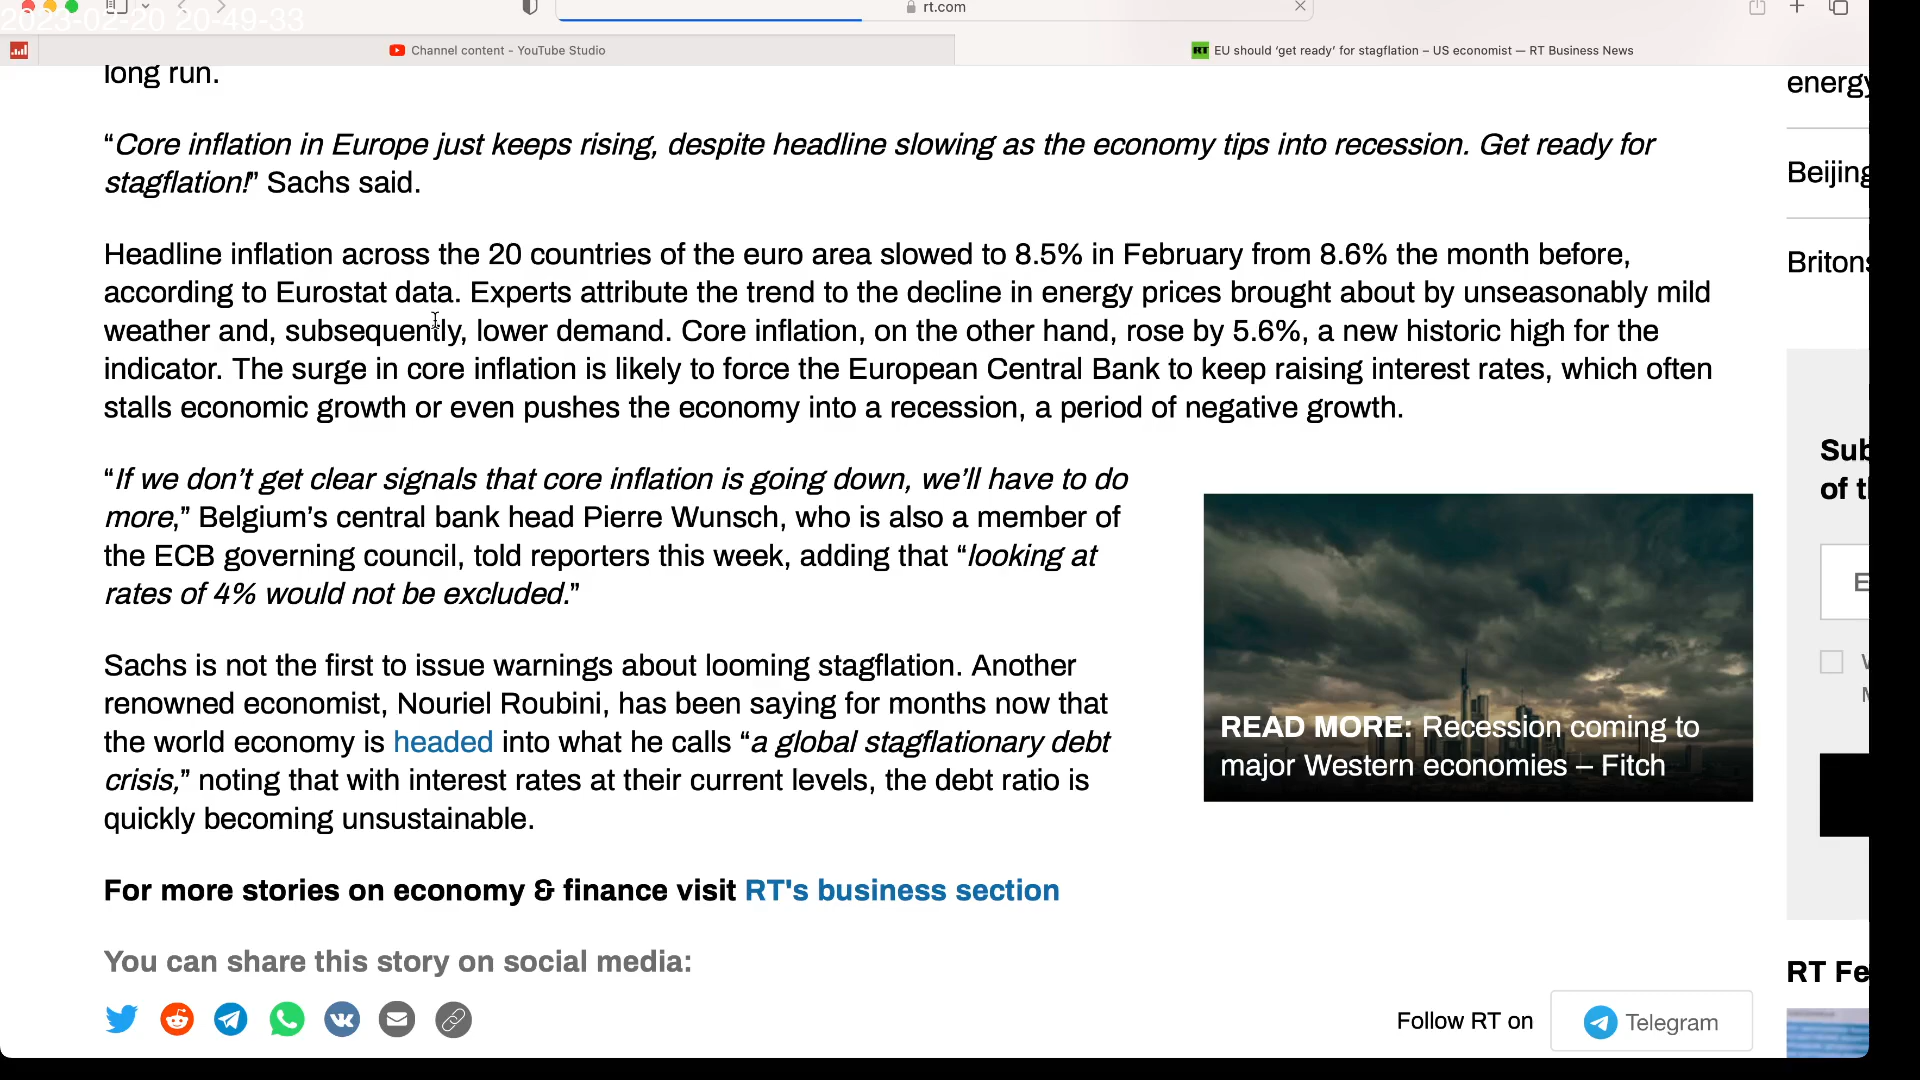 2023-02-20 20-49-33
rt.com
Channel content - YouTube Studio
RT EU should ‘get ready’ for stagflation – US economist — RT Business News
long run.
“Core inflation in Europe just keeps rising, despite headline slowing as the economy tips into recession. Get ready for
stagflation!” Sachs said.
Headline inflation across the 20 countries of the euro area slowed to 8.5% in February from 8.6% the month before,
according to Eurostat data. Experts attribute the trend to the decline in energy prices brought about by unseasonably mild
weather and, subsequently, lower demand. Core inflation, on the other hand, rose by 5.6%, a new historic high for the
indicator. The surge in core inflation is likely to force the European Central Bank to keep raising interest rates, which often
stalls economic growth or even pushes the economy into a recession, a period of negative growth.
“If we don’t get clear signals that core inflation is going down, we’ll have to do
more,” Belgium’s central bank head Pierre Wunsch, who is also a member of
the ECB governing council, told reporters this week, adding that “looking at
rates of 4% would not be excluded.”
READ MORE: Recession coming to
major Western economies – Fitch
Sachs is not the first to issue warnings about looming stagflation. Another
renowned economist, Nouriel Roubini, has been saying for months now that
the world economy is headed into what he calls “a global stagflationary debt
crisis,” noting that with interest rates at their current levels, the debt ratio is
quickly becoming unsustainable.
For more stories on economy & finance visit RT's business section
You can share this story on social media:
Follow RT on
Telegram
energy
Beijing
Britons
Sub
of t
E
RT Fe